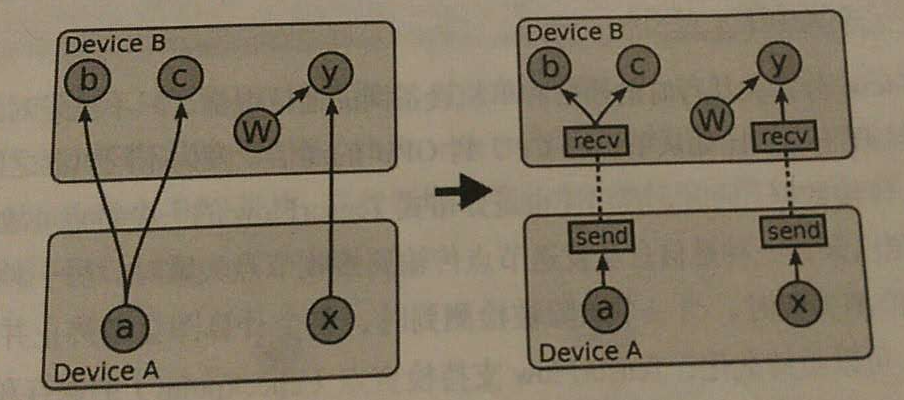 Device B
b c y
W
a x
Device A
Device B
b c y
W
recv recv
send send
a x
Device A